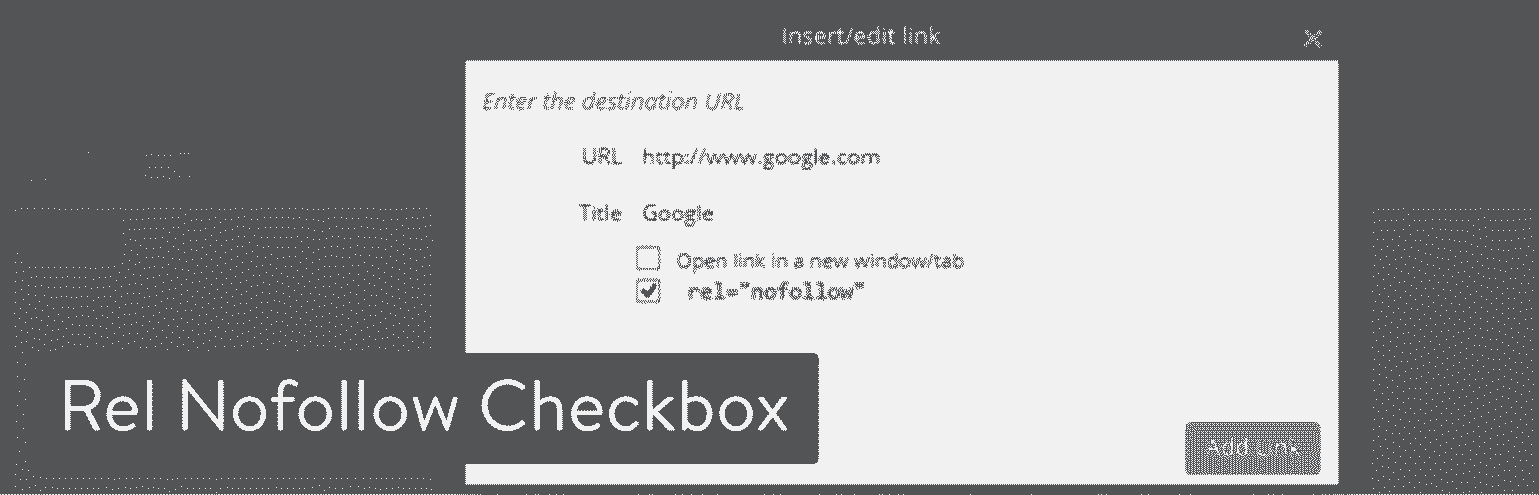 Insert/edit link
Enter the destination URL
URL http://www.google.com
Title Google
Open link in a new window/tab
rel="nofollow"
Rel Nofollow Checkbox
Add Link